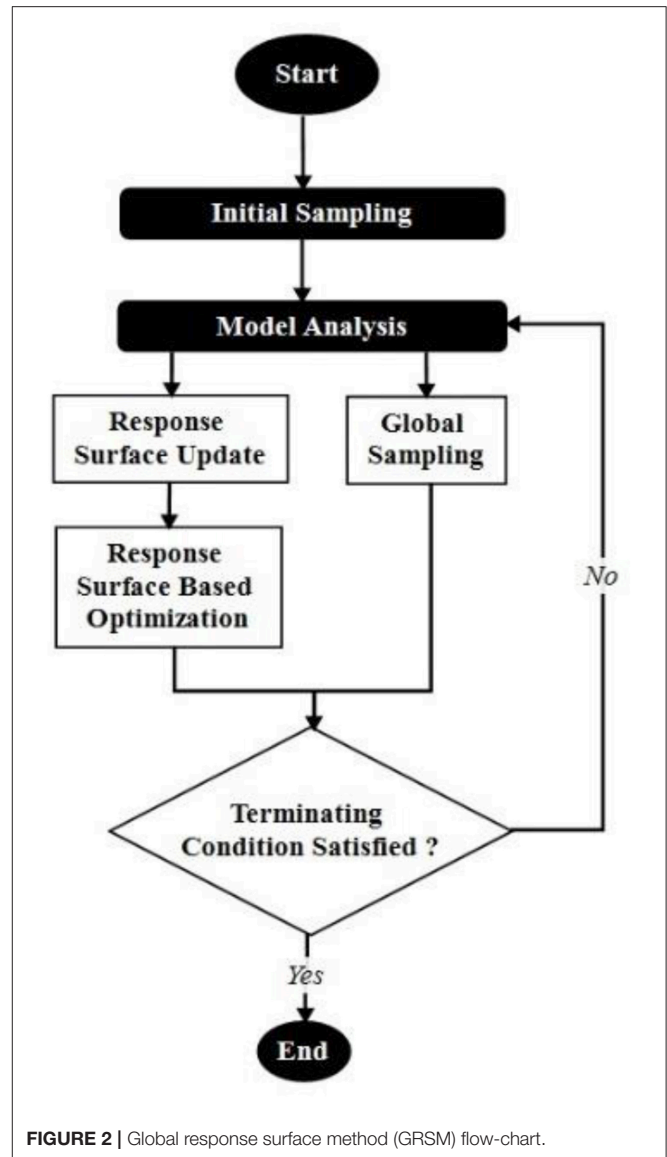 Start
Initial Sampling
Model Analysis
Response
Surface Update
Global
Sampling
Response
Surface Based
Optimization
No
Terminating
Condition Satisfied ?
Yes
End
FIGURE 2 | Global response surface method (GRSM) flow-chart.